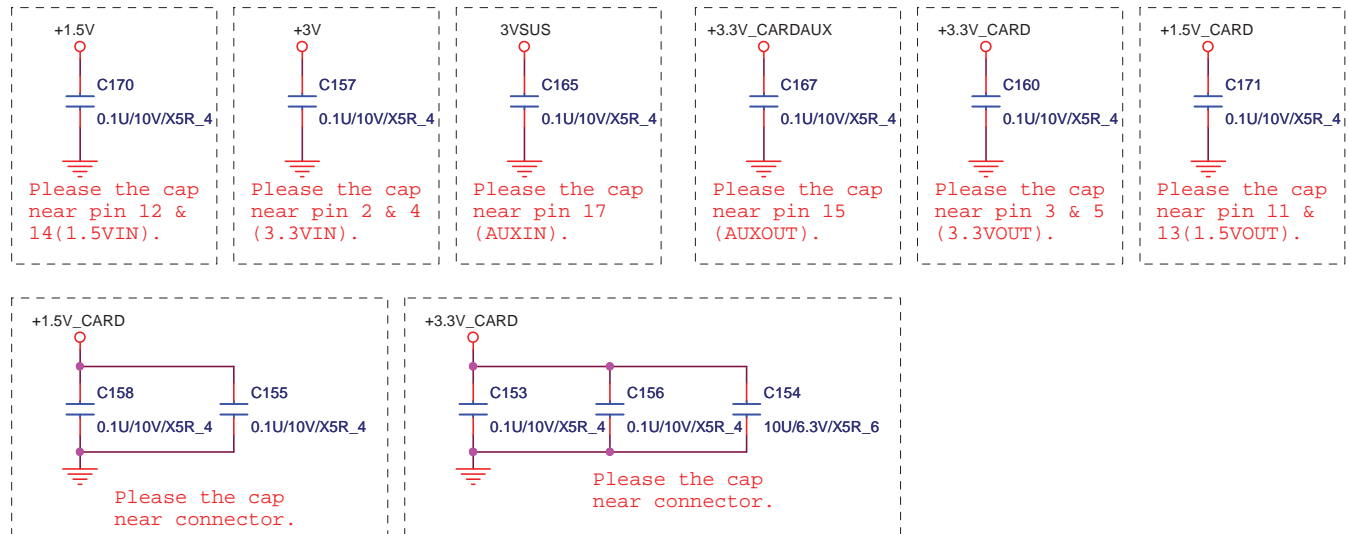 +1.5V
C170
0.1U/10V/X5R_4
Please the cap
near pin 12 &
14(1.5VIN).
+3V
C157
0.1U/10V/X5R_4
Please the cap
near pin 2 & 4
(3.3VIN).
3VSUS
C165
0.1U/10V/X5R_4
Please the cap
near pin 17
(AUXIN).
+3.3V_CARDAUX
C167
0.1U/10V/X5R_4
Please the cap
near pin 15
(AUXOUT).
+3.3V_CARD
C160
0.1U/10V/X5R_4
Please the cap
near pin 3 & 5
(3.3VOUT).
+1.5V_CARD
C171
0.1U/10V/X5R_4
Please the cap
near pin 11 &
13(1.5VOUT).
+1.5V_CARD
C158
0.1U/10V/X5R_4
C155
0.1U/10V/X5R_4
Please the cap
near connector.
+3.3V_CARD
C153
0.1U/10V/X5R_4
C156
0.1U/10V/X5R_4
C154
10U/6.3V/X5R_6
Please the cap
near connector.